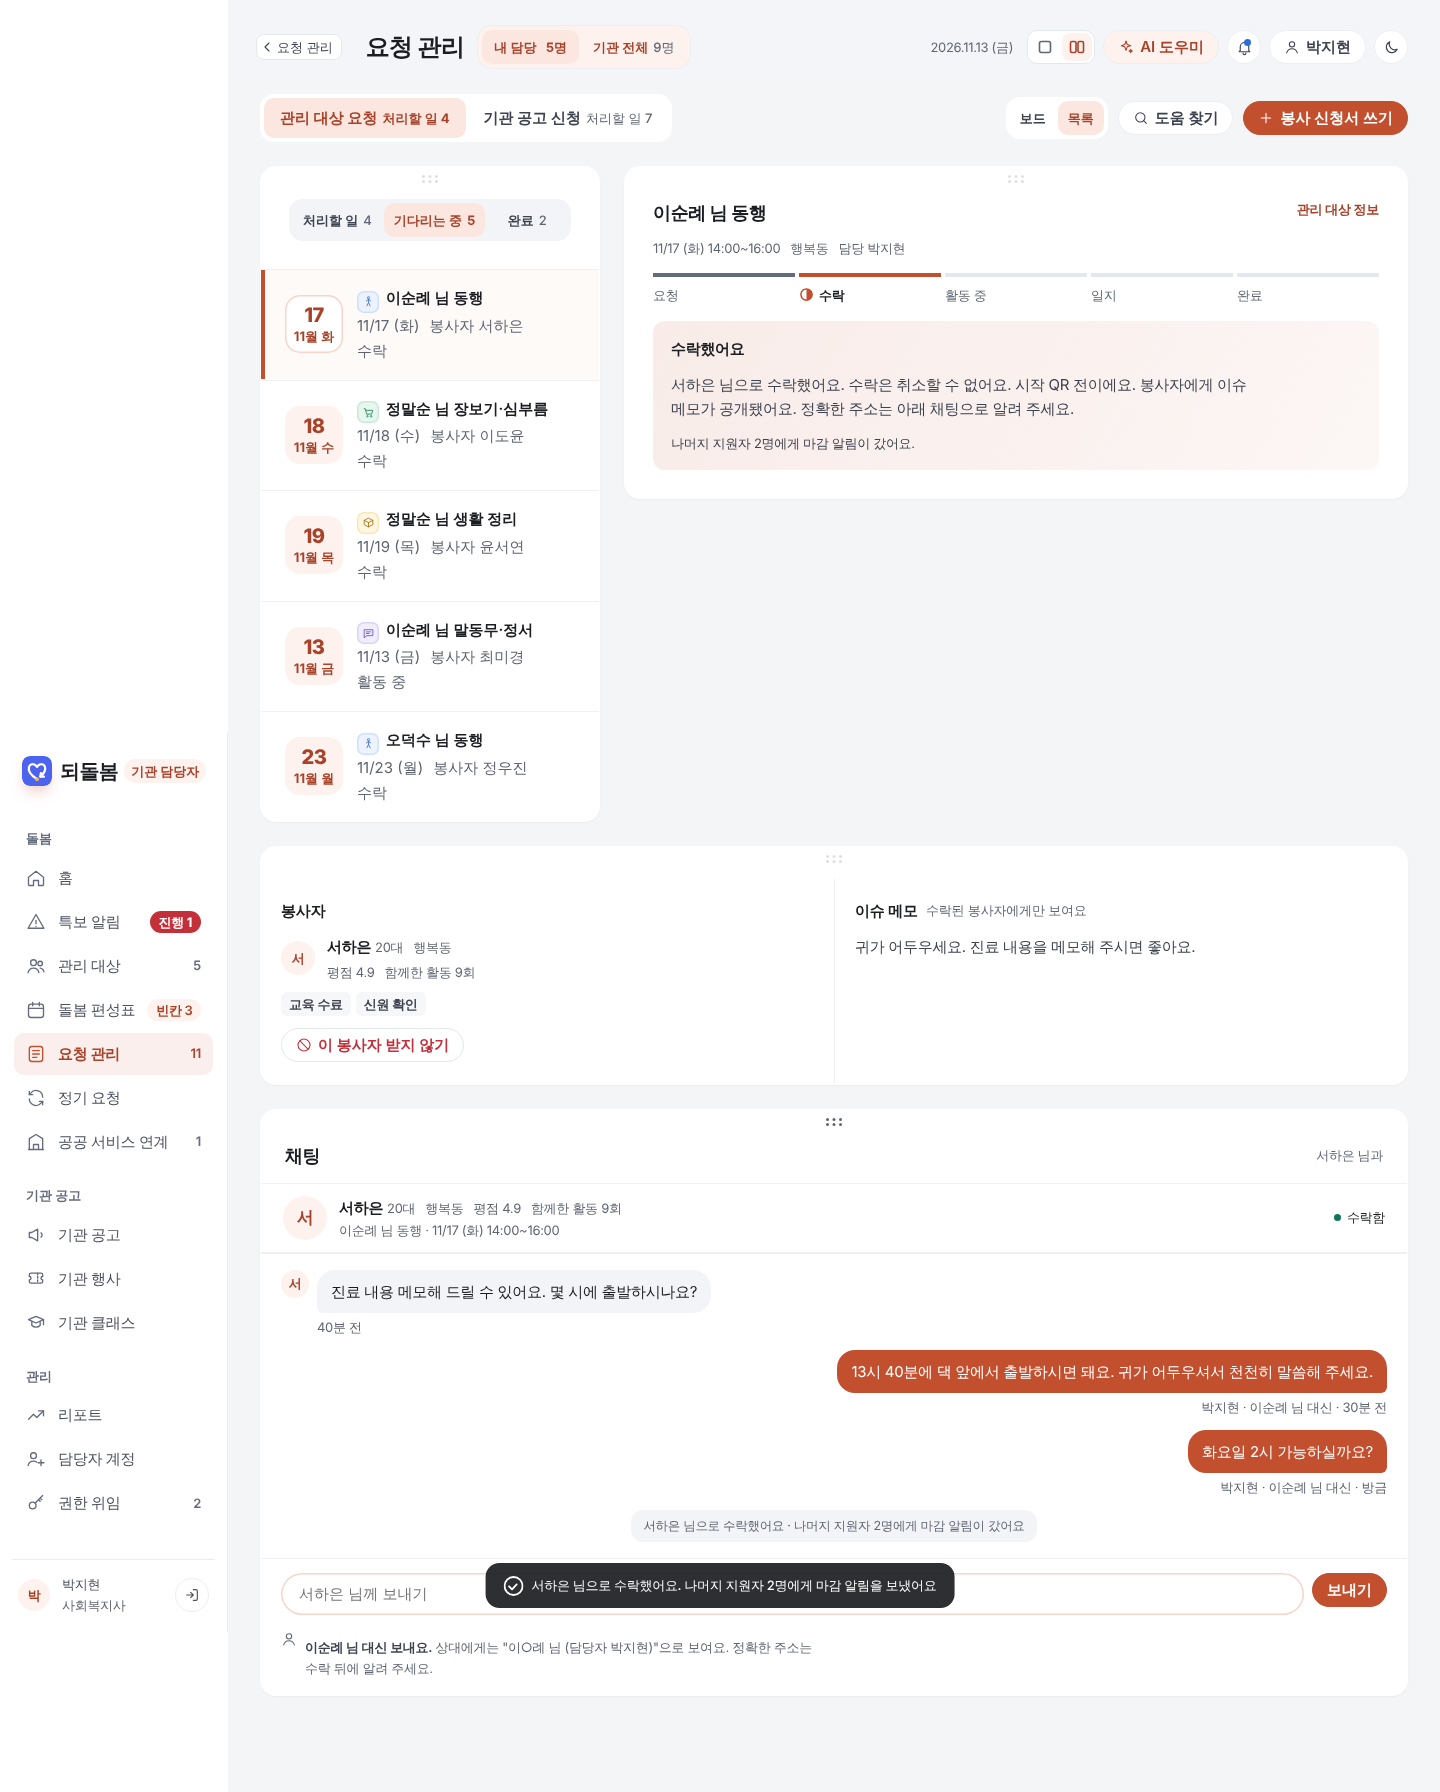 요청 관리
요청 관리
내 담당 5명
기관 전체 9명
2026.11.13 (금)
AI 도우미
박지현
관리 대상 요청 처리할 일 4
기관 공고 신청 처리할 일 7
보드
목록
도움 찾기
봉사 신청서 쓰기
처리할 일 4
기다리는 중 5
완료 2
17
11월 화
이순례 님 동행
11/17 (화) 봉사자 서하은
수락
18
11월 수
정말순 님 장보기·심부름
11/18 (수) 봉사자 이도윤
수락
19
11월 목
정말순 님 생활 정리
11/19 (목) 봉사자 윤서연
수락
13
11월 금
이순례 님 말동무·정서
11/13 (금) 봉사자 최미경
활동 중
23
11월 월
오덕수 님 동행
11/23 (월) 봉사자 정우진
수락
이순례 님 동행
관리 대상 정보
11/17 (화) 14:00~16:00 행복동 담당 박지현
요청
수락
활동 중
일지
완료
수락했어요
서하은 님으로 수락했어요. 수락은 취소할 수 없어요. 시작 QR 전이에요. 봉사자에게 이슈
메모가 공개됐어요. 정확한 주소는 아래 채팅으로 알려 주세요.
나머지 지원자 2명에게 마감 알림이 갔어요.
되돌봄
기관 담당자
돌봄
홈
특보 알림
진행 1
관리 대상
5
돌봄 편성표
빈칸 3
요청 관리
11
정기 요청
공공 서비스 연계
1
기관 공고
기관 공고
기관 행사
기관 클래스
관리
리포트
담당자 계정
권한 위임
2
박
박지현
사회복지사
봉사자
서
서하은 20대 행복동
평점 4.9 함께한 활동 9회
교육 수료
신원 확인
이 봉사자 받지 않기
이슈 메모 수락된 봉사자에게만 보여요
귀가 어두우세요. 진료 내용을 메모해 주시면 좋아요.
채팅
서하은 님과
서
서하은 20대 행복동 평점 4.9 함께한 활동 9회
이순례 님 동행 · 11/17 (화) 14:00~16:00
수락함
서
진료 내용 메모해 드릴 수 있어요. 몇 시에 출발하시나요?
40분 전
13시 40분에 댁 앞에서 출발하시면 돼요. 귀가 어두우셔서 천천히 말씀해 주세요.
박지현 · 이순례 님 대신 · 30분 전
화요일 2시 가능하실까요?
박지현 · 이순례 님 대신 · 방금
서하은 님으로 수락했어요 · 나머지 지원자 2명에게 마감 알림이 갔어요
서하은 님께 보내기
서하은 님으로 수락했어요. 나머지 지원자 2명에게 마감 알림을 보냈어요
보내기
이순례 님 대신 보내요. 상대에게는 "이○례 님 (담당자 박지현)"으로 보여요. 정확한 주소는
수락 뒤에 알려 주세요.